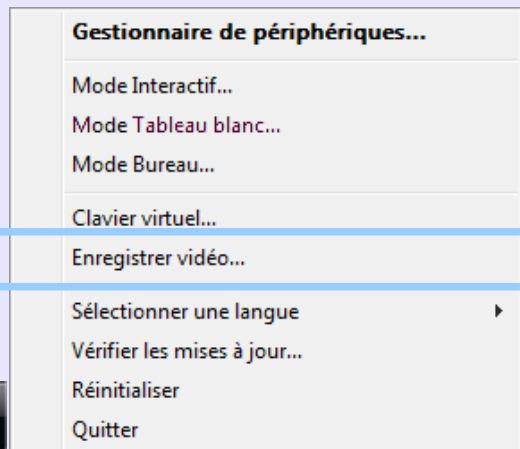 Gestionnaire de périphériques...
Mode Interactif...
Mode Tableau blanc...
Mode Bureau...
Clavier virtuel...
Enregistrer vidéo...
Sélectionner une langue
Vérifier les mises à jour...
Réinitialiser
Quitter